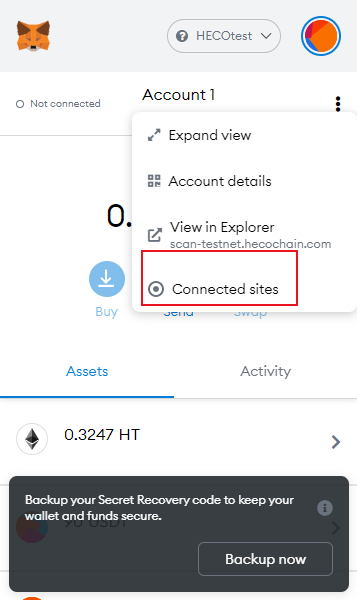 HECOtest
Not connected
Account 1
Expand view
Account details
View in Explorer
scan-testnet.hecochain.com
Connected sites
0.
Buy
Send
Swap
Assets
Activity
0.3247 HT
Backup your Secret Recovery code to keep your
wallet and funds secure.
90 USDT
Backup now